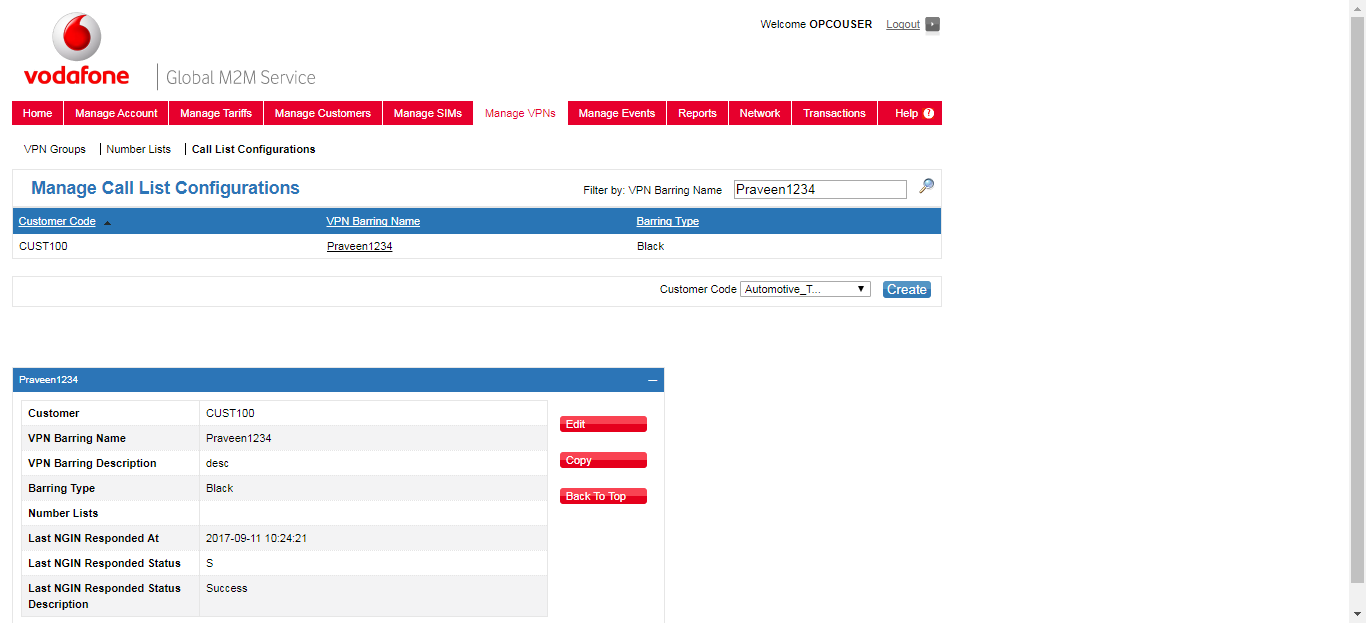 Welcome OPCOUSER Logout
vodafone
Global M2M Service
Home Manage Account Manage Tariffs Manage Customers Manage SIMs Manage VPNs Manage Events Reports Network Transactions Help ?
VPN Groups | Number Lists | Call List Configurations
Manage Call List Configurations Filter by: VPN Barring Name Praveen1234
Customer Code VPN Barring Name Barring Type
CUST100 Praveen1234 Black
Customer Code Automotive_T... Create
Praveen1234
Customer CUST100
VPN Barring Name Praveen1234
VPN Barring Description desc
Barring Type Black
Number Lists
Last NGIN Responded At 2017-09-11 10:24:21
Last NGIN Responded Status S
Last NGIN Responded Status Success
Description
Edit
Copy
Back To Top